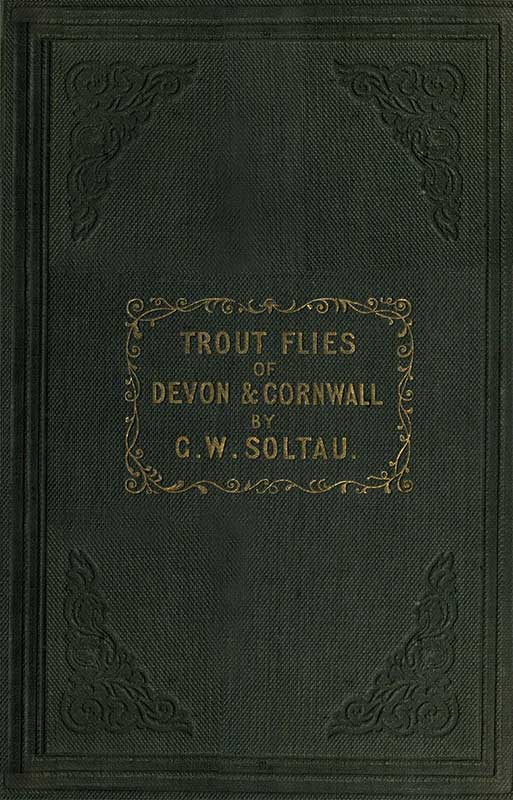 TROUT FLIES
OF
DEVON & CORNWALL
BY
G.W. SOLTAU.